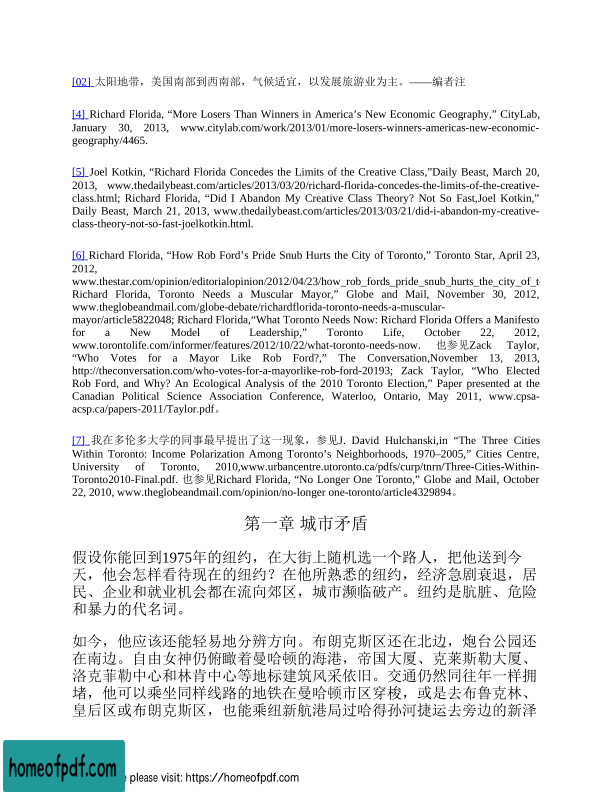 [02] 太阳地带，美国南部到西南部，气候适宜，以发展旅游业为主。——编者注
[4] Richard Florida, “More Losers Than Winners in America’s New Economic Geography,” CityLab,
January 30, 2013, www.citylab.com/work/2013/01/more-losers-winners-americas-new-economic-
geography/4465.
[5] Joel Kotkin, “Richard Florida Concedes the Limits of the Creative Class,”Daily Beast, March 20,
2013, www.thedailybeast.com/articles/2013/03/20/richard-florida-concedes-the-limits-of-the-creative-
class.html; Richard Florida, “Did I Abandon My Creative Class Theory? Not So Fast,Joel Kotkin,”
Daily Beast, March 21, 2013, www.thedailybeast.com/articles/2013/03/21/did-i-abandon-my-creative-
class-theory-not-so-fast-joelkotkin.html.
[6] Richard Florida, “How Rob Ford’s Pride Snub Hurts the City of Toronto,” Toronto Star, April 23,
2012,
www.thestar.com/opinion/editorialopinion/2012/04/23/how_rob_fords_pride_snub_hurts_the_city_of_t
Richard Florida, Toronto Needs a Muscular Mayor,” Globe and Mail, November 30, 2012,
www.theglobeandmail.com/globe-debate/richardflorida-toronto-needs-a-muscular-
mayor/article5822048; Richard Florida,“What Toronto Needs Now: Richard Florida Offers a Manifesto
for a New Model of Leadership,” Toronto Life, October 22, 2012,
www.torontolife.com/informer/features/2012/10/22/what-toronto-needs-now. 也参见Zack Taylor,
“Who Votes for a Mayor Like Rob Ford?,” The Conversation,November 13, 2013,
http://theconversation.com/who-votes-for-a-mayorlike-rob-ford-20193; Zack Taylor, “Who Elected
Rob Ford, and Why? An Ecological Analysis of the 2010 Toronto Election,” Paper presented at the
Canadian Political Science Association Conference, Waterloo, Ontario, May 2011, www.cpsa-
acsp.ca/papers-2011/Taylor.pdf。
[7] 我在多伦多大学的同事最早提出了这一现象，参见J. David Hulchanski,in “The Three Cities
Within Toronto: Income Polarization Among Toronto’s Neighborhoods, 1970–2005,” Cities Centre,
University of Toronto, 2010,www.urbancentre.utoronto.ca/pdfs/curp/tnrn/Three-Cities-Within-
Toronto2010-Final.pdf. 也参见Richard Florida, “No Longer One Toronto,” Globe and Mail, October
22, 2010, www.theglobeandmail.com/opinion/no-longer one-toronto/article4329894。
第一章 城市矛盾
假设你能回到1975年的纽约，在大街上随机选一个路人，把他送到今
天，他会怎样看待现在的纽约？在他所熟悉的纽约，经济急剧衰退，居
民、企业和就业机会都在流向郊区，城市濒临破产。纽约是肮脏、危险
和暴力的代名词。
如今，他应该还能轻易地分辨方向。布朗克斯区还在北边，炮台公园还
在南边。自由女神仍俯瞰着曼哈顿的海港，帝国大厦、克莱斯勒大厦、
洛克菲勒中心和林肯中心等地标建筑风采依旧。交通仍然同往年一样拥
堵，他可以乘坐同样线路的地铁在曼哈顿市区穿梭，或是去布鲁克林、
皇后区或布朗克斯区，也能乘纽新航港局过哈得孙河捷运去旁边的新泽
homeofpdf.com
e please visit: https://homeofpdf.com